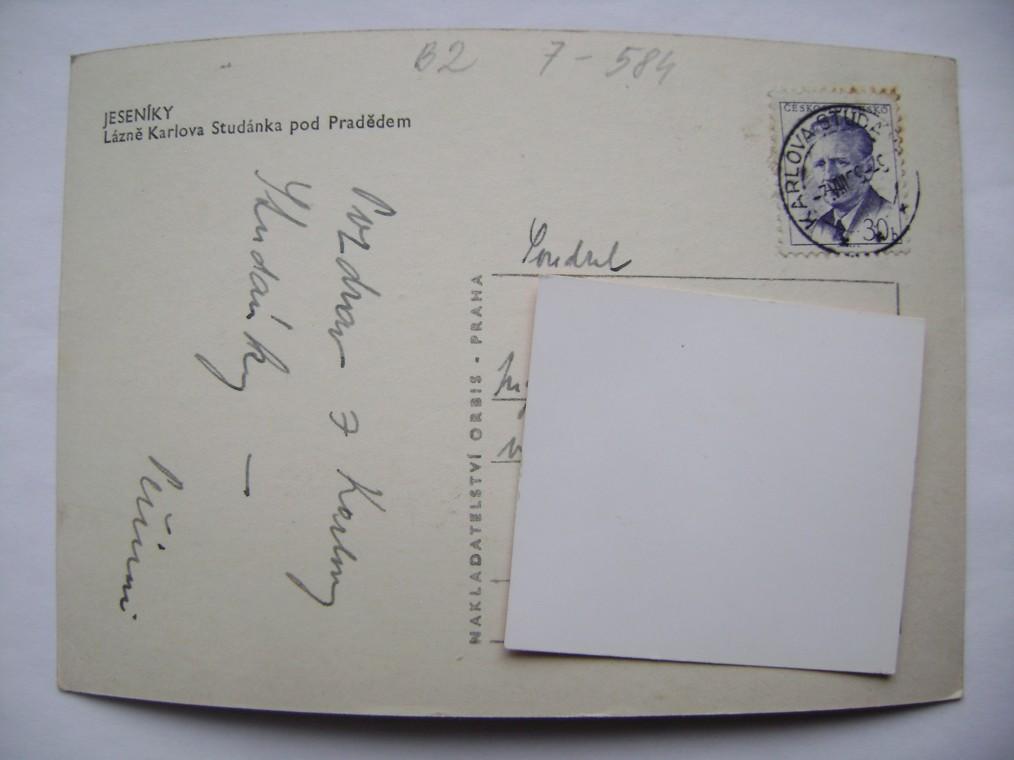 B2 7-584
JESENÍKY
Lázně Karlova Studánka pod Pradědem
Pozdrav z Karlovy
Studánky —
ČESKOSLOVENSKO
30h
KARLOVA STUDÁ
Soudruh
NAKLADATELSTVÍ ORBIS - PRAHA